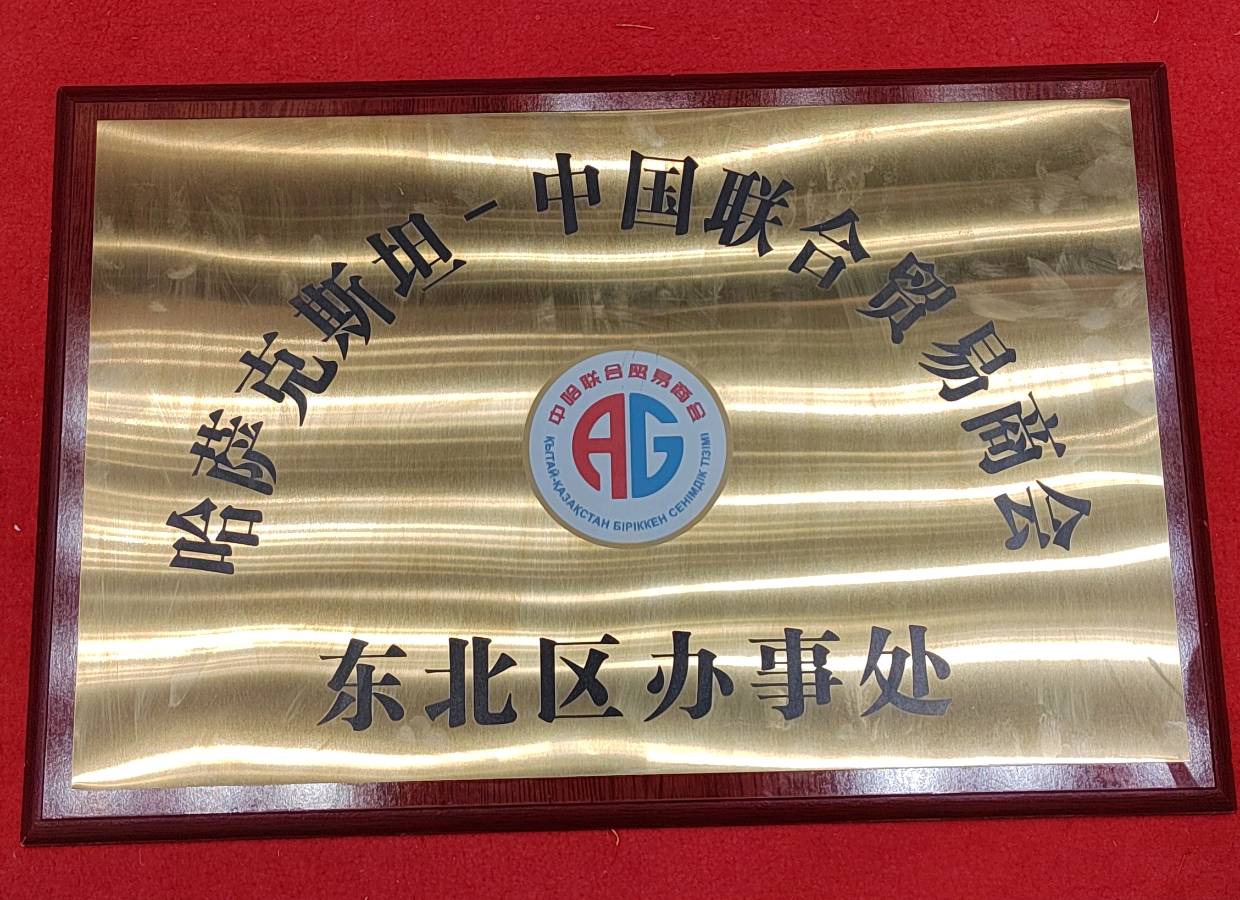 哈萨克斯坦-中国联合贸易商会
中哈联合贸易商会
AG
ҚЫТАЙ-ҚАЗАҚСТАН БІРІККЕН СЕНІМДІК ТІЗІМІ
东北区办事处